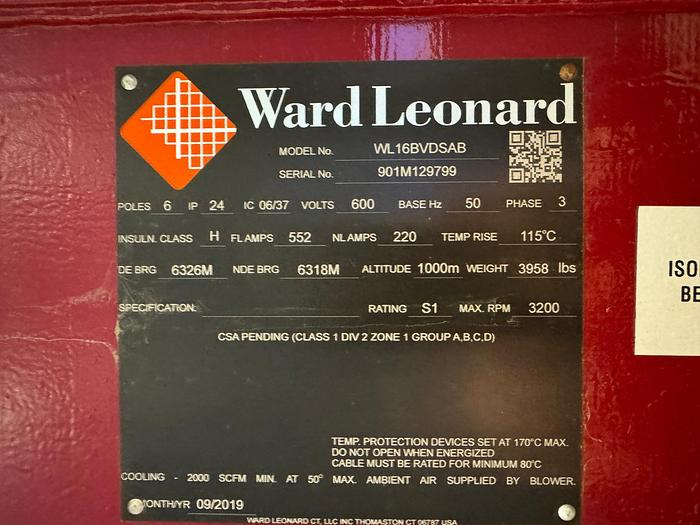 Ward Leonard
MODEL No. WL16BVDSAB
SERIAL No. 901M129799
POLES 6 IP 24 IC 06/37 VOLTS 600 BASE Hz 50 PHASE 3
INSULN. CLASS H FL AMPS 552 NL AMPS 220 TEMP RISE 115°C
DE BRG 6326M NDE BRG 6318M ALTITUDE 1000m WEIGHT 3958 lbs
SPECIFICATION: RATING S1 MAX. RPM 3200
CSA PENDING (CLASS 1 DIV 2 ZONE 1 GROUP A,B,C,D)
TEMP. PROTECTION DEVICES SET AT 170°C MAX.
DO NOT OPEN WHEN ENERGIZED
CABLE MUST BE RATED FOR MINIMUM 80°C
COOLING - 2000 SCFM MIN. AT 50° MAX. AMBIENT AIR SUPPLIED BY BLOWER.
MONTH/YR 09/2019
WARD LEONARD CT, LLC INC THOMASTON CT 06787 USA
ISO
BE